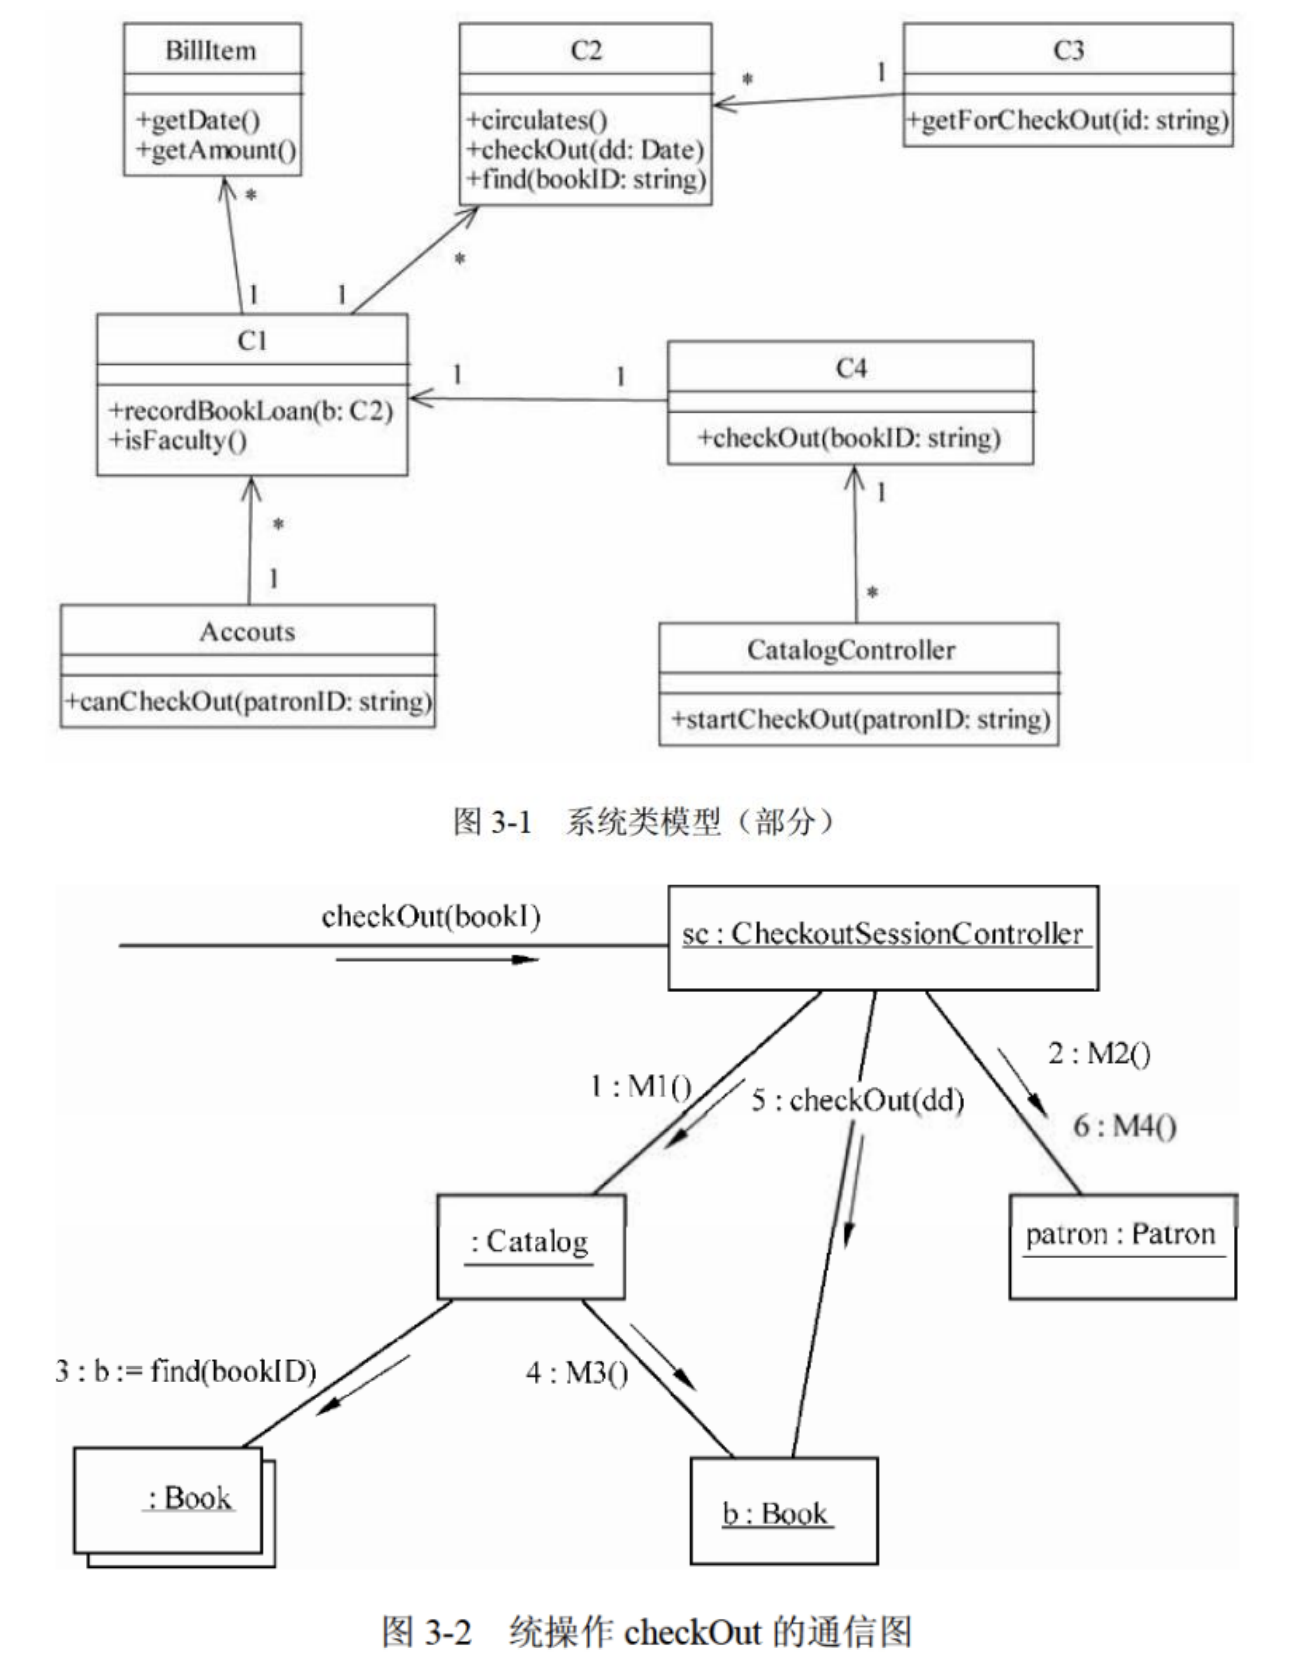 BillItem
+getDate()
+getAmount()
C2
+circulates()
+checkOut(dd: Date)
+find(bookID: string)
C3
+getForCheckOut(id: string)
*
1
*
1
1
*
C1
+recordBookLoan(b: C2)
+isFaculty()
1
1
C4
+checkOut(bookID: string)
*
1
1
*
Accouts
+canCheckOut(patronID: string)
CatalogController
+startCheckOut(patronID: string)
图 3-1 系统类模型（部分）
checkOut(bookI)
sc : CheckoutSessionController
1 : M1()
5 : checkOut(dd)
2 : M2()
6 : M4()
: Catalog
patron : Patron
3 : b := find(bookID)
4 : M3()
: Book
b : Book
图 3-2 统操作 checkOut 的通信图